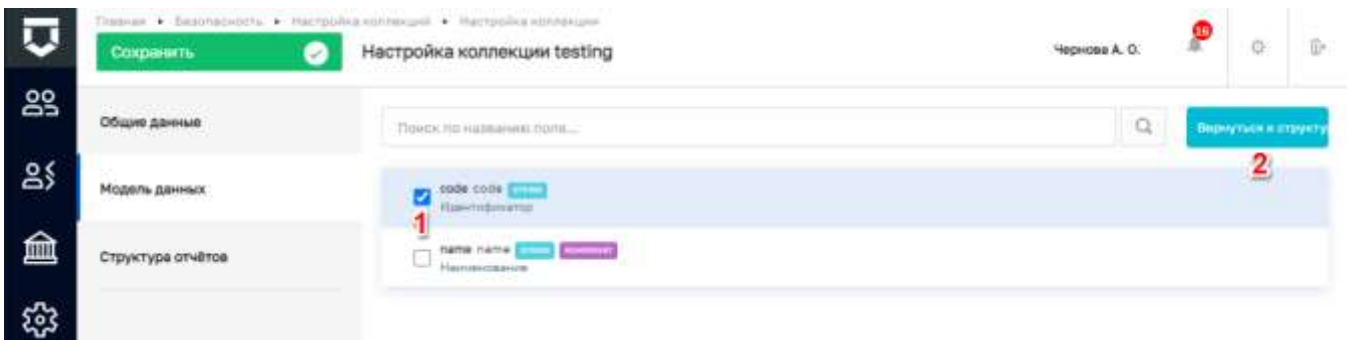 Главная ▸ Безопасность ▸ Настройка коллекций ▸ Настройка коллекции
Сохранить
Настройка коллекции testing
Чернова А. О.
16
Общие данные
Поиск по названию поля...
Вернуться к структу
2
Модель данных
code code
Идентификатор
1
Структура отчётов
name name
Наименование